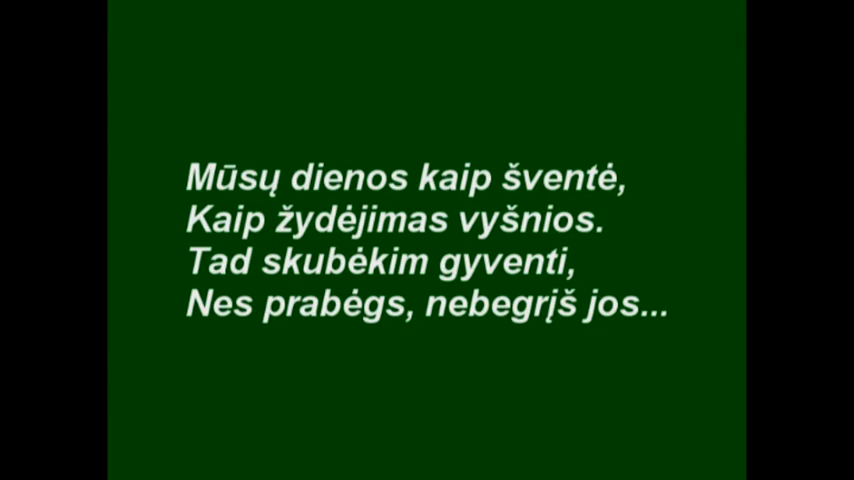 Mūsų dienos kaip šventė,
Kaip žydėjimas vyšnios.
Tad skubėkim gyventi,
Nes prabėgs, nebegrįš jos...